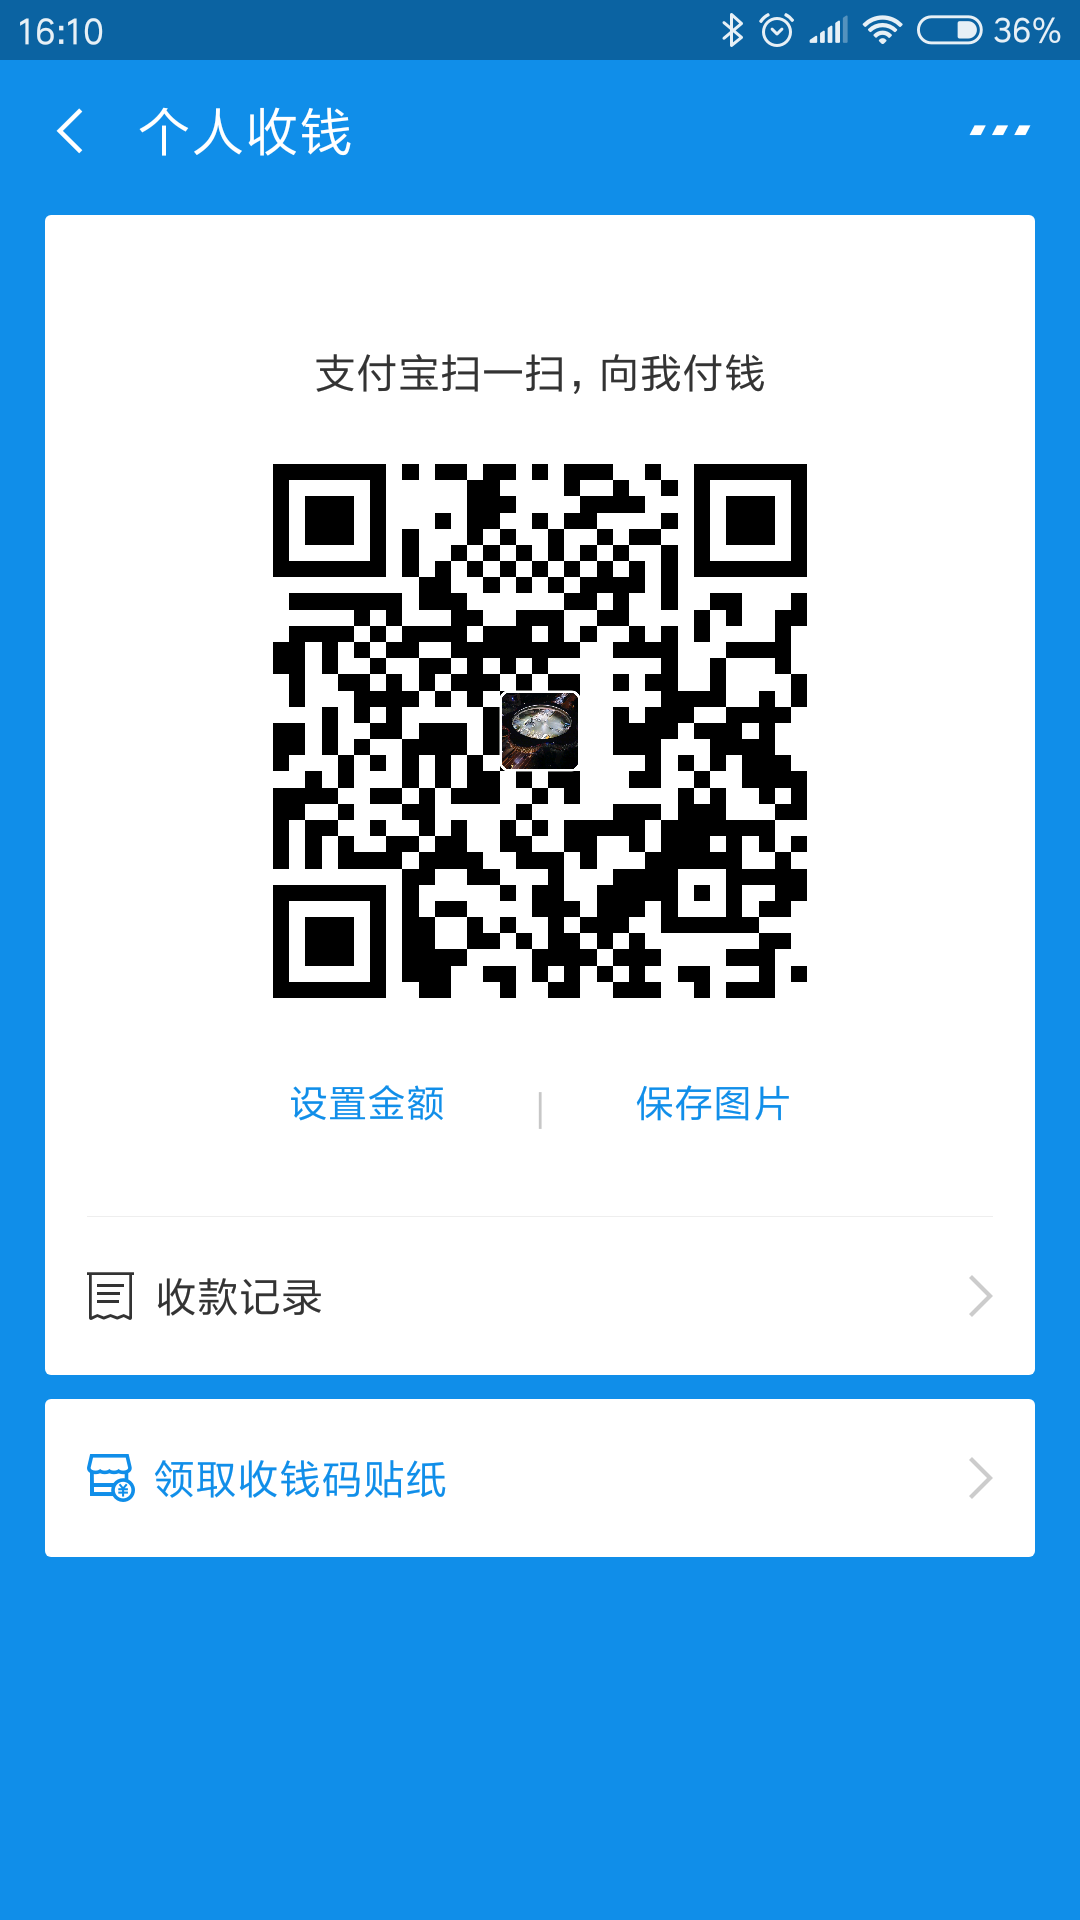 16:10
36%
个人收钱
支付宝扫一扫，向我付钱
设置金额 | 保存图片
收款记录
领取收钱码贴纸